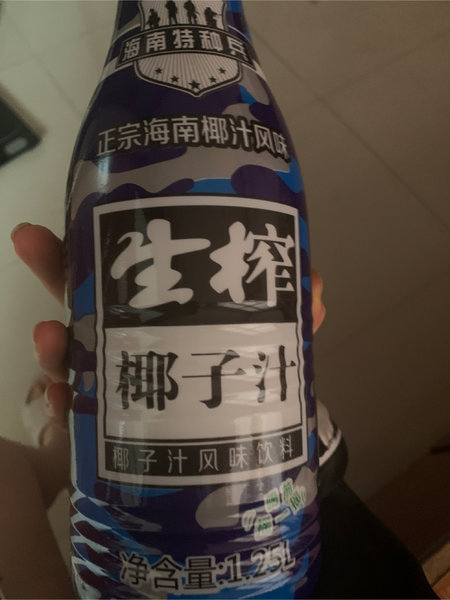 海南特种兵
正宗海南椰汁风味
生榨
椰子汁
椰子汁风味饮料
净含量:1.25L